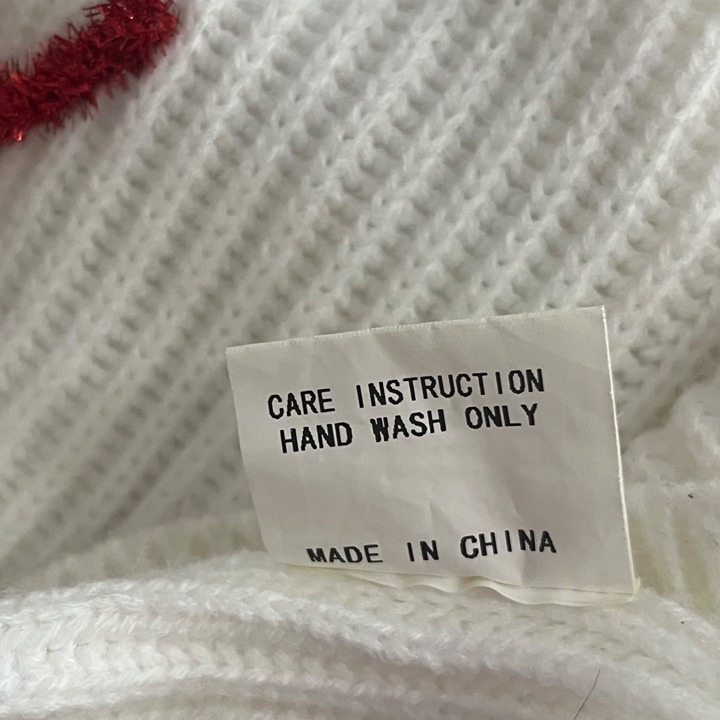 CARE INSTRUCTION
HAND WASH ONLY
MADE IN CHINA